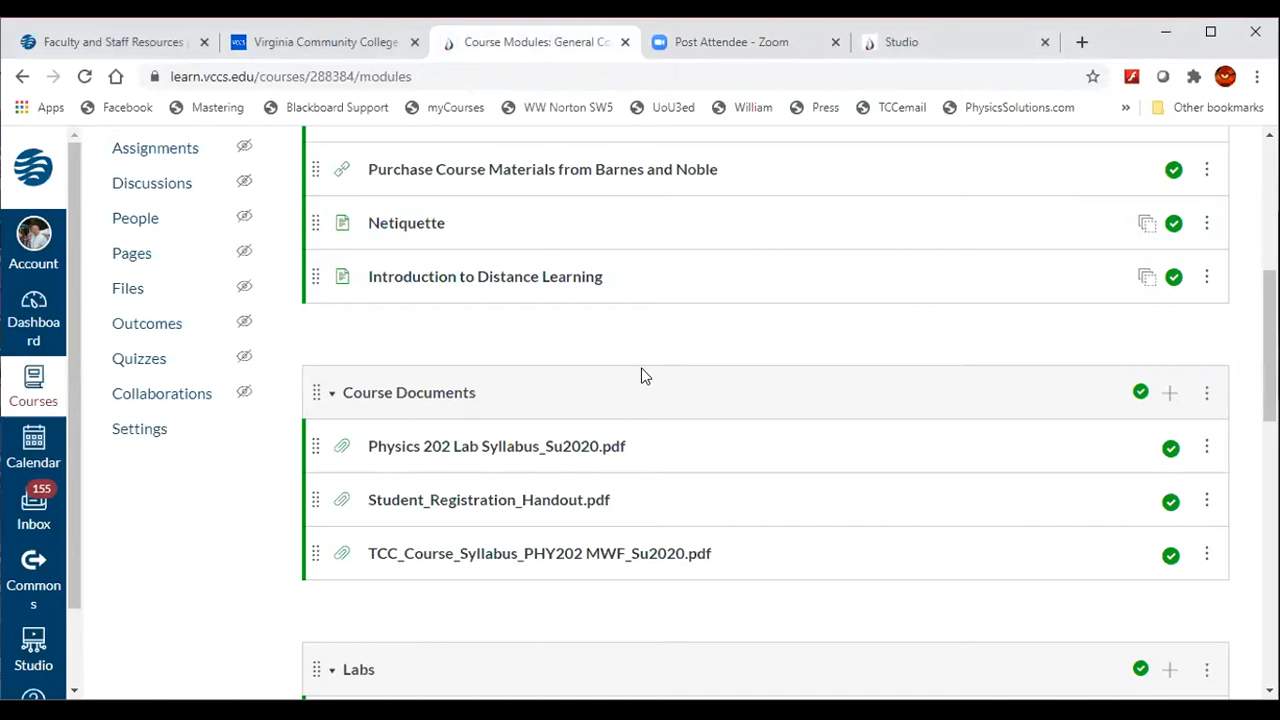 Faculty and Staff Resources
Virginia Community College
Course Modules: General Co
Post Attendee - Zoom
Studio
learn.vccs.edu/courses/288384/modules
Apps
Facebook
Mastering
Blackboard Support
myCourses
WW Norton SW5
UoU3ed
William
Press
TCCemail
PhysicsSolutions.com
»
Other bookmarks
Account
Dashboa
rd
Courses
Calendar
155
Inbox
Common
s
Studio
Assignments
Discussions
People
Pages
Files
Outcomes
Quizzes
Collaborations
Settings
Purchase Course Materials from Barnes and Noble
Netiquette
Introduction to Distance Learning
Course Documents
Physics 202 Lab Syllabus_Su2020.pdf
Student_Registration_Handout.pdf
TCC_Course_Syllabus_PHY202 MWF_Su2020.pdf
Labs